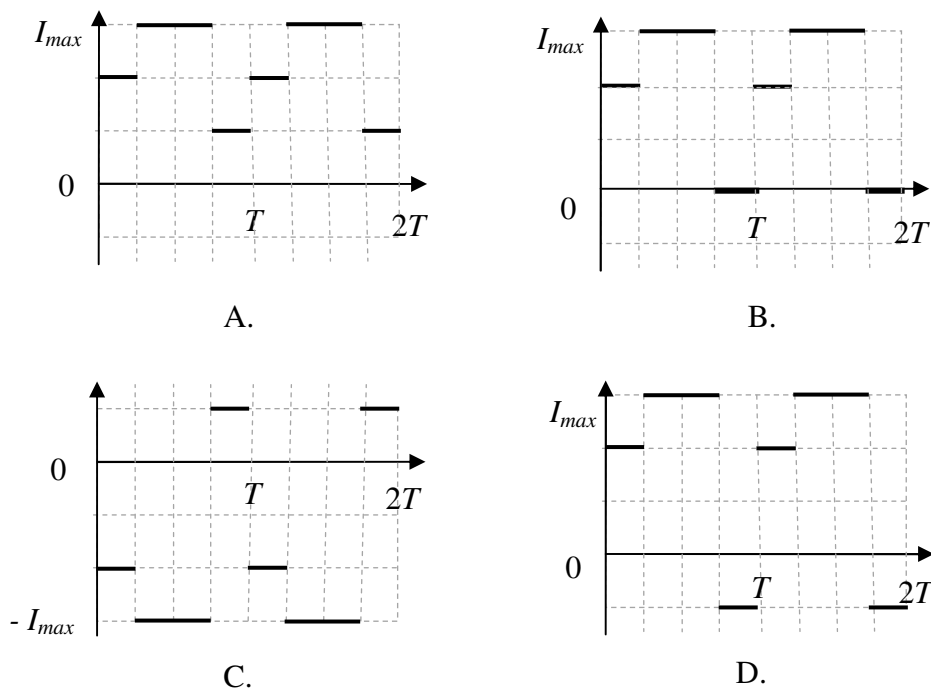 I_max
0
T
2T
A.
I_max
0
T
2T
B.
0
T
2T
- I_max
C.
I_max
0
T
2T
D.